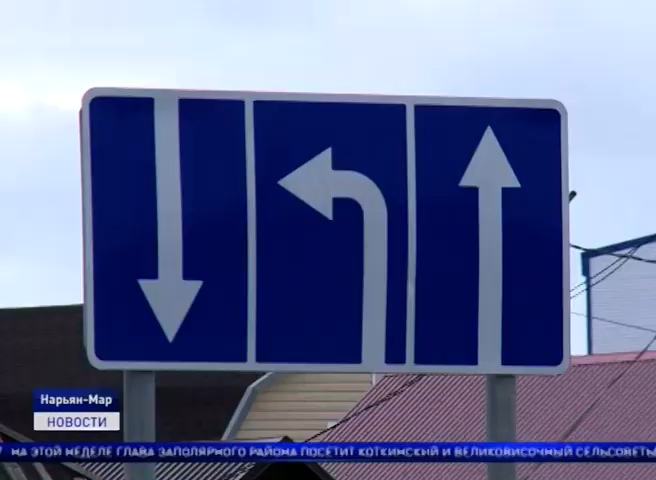 Нарьян-Мар
НОВОСТИ
НА ЭТОЙ НЕДЕЛЕ ГЛАВА ЗАПОЛЯРНОГО РАЙОНА ПОСЕТИТ КОТКИНСКИЙ И ВЕЛИКОВИСОЧНЫЙ СЕЛЬСОВЕТЫ